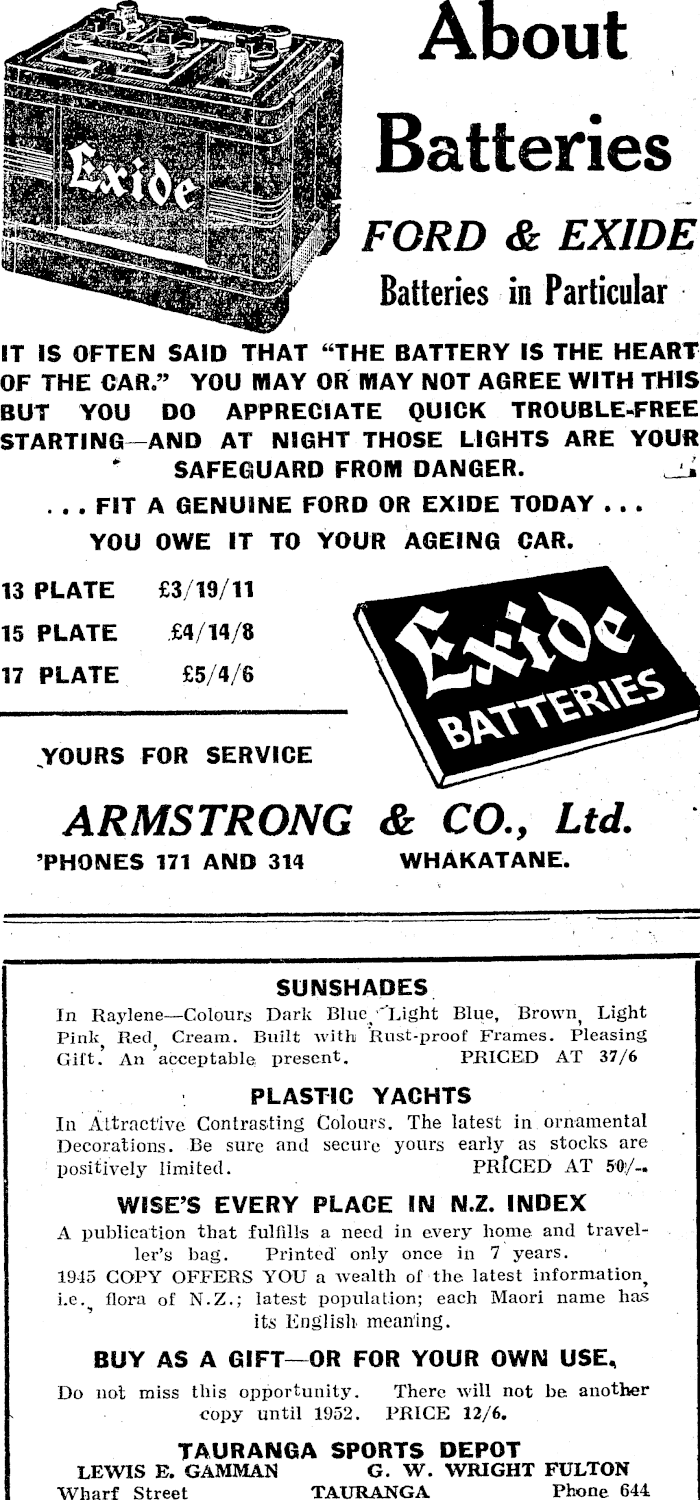 About
Batteries
Exide
FORD & EXIDE
Batteries in Particular
IT IS OFTEN SAID THAT “THE BATTERY IS THE HEART
OF THE CAR.” YOU MAY OR MAY NOT AGREE WITH THIS
BUT YOU DO APPRECIATE QUICK TROUBLE-FREE
STARTING—AND AT NIGHT THOSE LIGHTS ARE YOUR
SAFEGUARD FROM DANGER.
... FIT A GENUINE FORD OR EXIDE TODAY ...
YOU OWE IT TO YOUR AGEING CAR.
13 PLATE £3/19/11
15 PLATE £4/14/8
17 PLATE £5/4/6
Exide
BATTERIES
YOURS FOR SERVICE
ARMSTRONG & CO., Ltd.
’PHONES 171 AND 314 WHAKATANE.
SUNSHADES
In Raylene—Colours Dark Blue, Light Blue, Brown, Light
Pink, Red, Cream. Built with Rust-proof Frames. Pleasing
Gift. An acceptable present. PRICED AT 37/6
PLASTIC YACHTS
In Attractive Contrasting Colours. The latest in ornamental
Decorations. Be sure and secure yours early as stocks are
positively limited. PRICED AT 50/-.
WISE’S EVERY PLACE IN N.Z. INDEX
A publication that fulfills a need in every home and travel-
ler’s bag. Printed only once in 7 years.
1945 COPY OFFERS YOU a wealth of the latest information,
i.e., flora of N.Z.; latest population; each Maori name has
its English meaning.
BUY AS A GIFT—OR FOR YOUR OWN USE,
Do not miss this opportunity. There will not be another
copy until 1952. PRICE 12/6.
TAURANGA SPORTS DEPOT
LEWIS E. GAMMAN G. W. WRIGHT FULTON
Wharf Street TAURANGA Phone 644